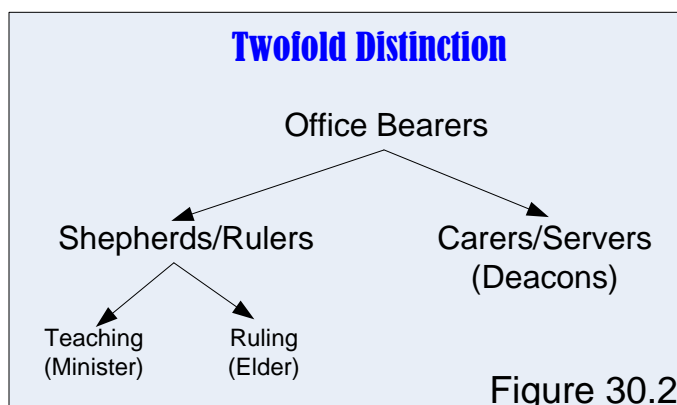 Twofold Distinction
Office Bearers
Shepherds/Rulers
Carers/Servers
(Deacons)
Teaching
(Minister)
Ruling
(Elder)
Figure 30.2